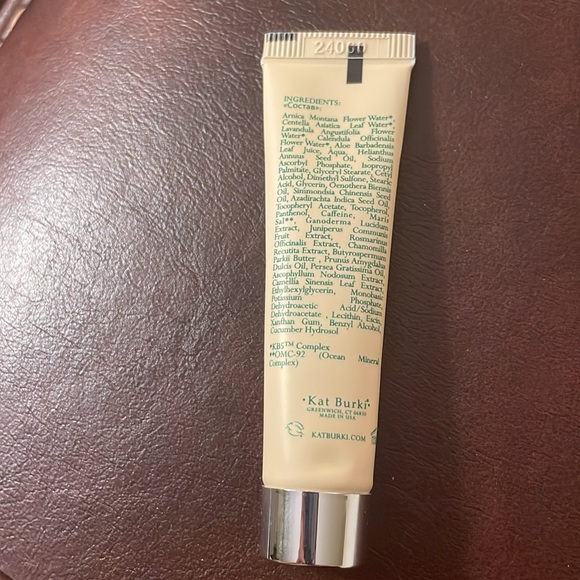 INGREDIENTS:
«Состав»:
Arnica Montana Flower Water*,
Centella Asiatica Leaf Water*,
Lavandula Angustifolia Flower
Water*, Calendula Officinalis
Flower Water*, Aloe Barbadensis
Leaf Juice, Aqua, Helianthus
Annuus Seed Oil, Sodium
Ascorbyl Phosphate, Isopropyl
Palmitate, Glyceryl Stearate, Cetyl
Alcohol, Dimethyl Sulfone, Stearic
Acid, Glycerin, Oenothera Biennis
Oil, Simmondsia Chinensis Seed
Oil, Azadirachta Indica Seed Oil,
Tocopheryl Acetate, Tocopherol,
Panthenol, Caffeine, Maris
Sal**, Ganoderma Lucidum
Extract, Juniperus Communis
Fruit Extract, Rosmarinus
Officinalis Extract, Chamomilla
Recutita Extract, Butyrospermum
Parkii Butter , Prunus Amygdalus
Dulcis Oil, Persea Gratissima Oil,
Ascophyllum Nodosum Extract,
Camellia Sinensis Leaf Extract,
Ethylhexylglycerin, Monobasic
Potassium Phosphate,
Dehydroacetic Acid/Sodium
Dehydroacetate , Lecithin, Escin,
Xanthan Gum, Benzyl Alcohol,
Cucumber Hydrosol
*KBS™ Complex
**OMC-92 (Ocean Mineral
Complex)
•Kat Burki•
GREENWICH, CT 06830
MADE IN USA
KATBURKI.COM